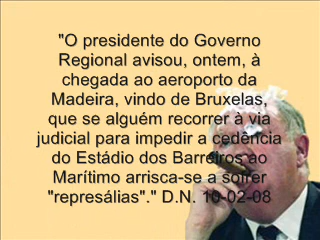 "O presidente do Governo
Regional avisou, ontem, à
chegada ao aeroporto da
Madeira, vindo de Bruxelas,
que se alguém recorrer à via
judicial para impedir a cedência
do Estádio dos Barreiros ao
Marítimo arrisca-se a sofrer
"represálias"." D.N. 10-02-08